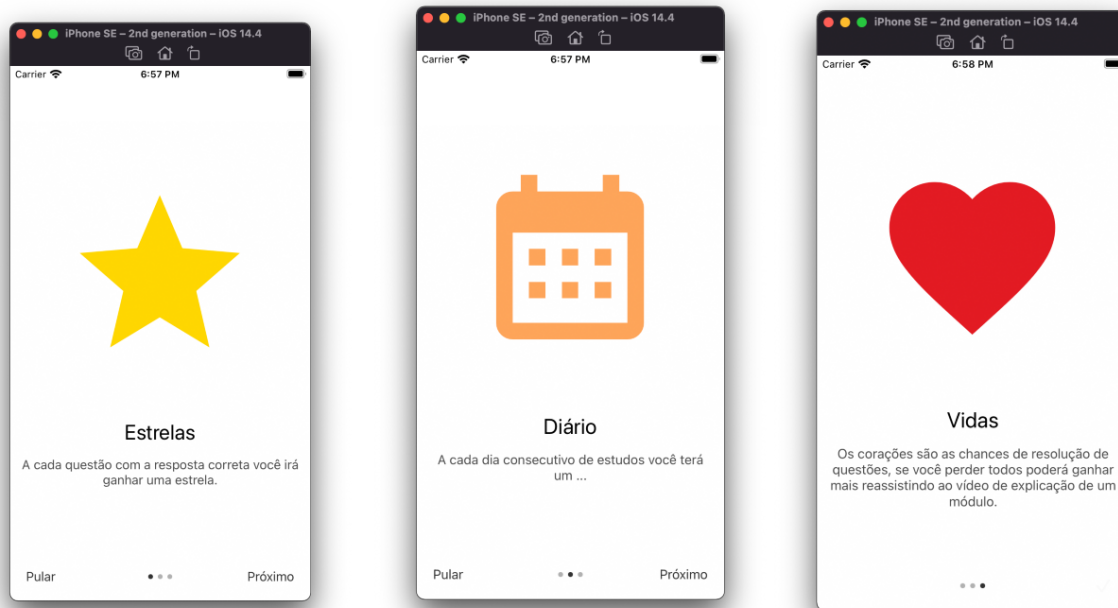 iPhone SE – 2nd generation – iOS 14.4
Carrier
6:57 PM
Estrelas
A cada questão com a resposta correta você irá
ganhar uma estrela.
Pular
Próximo
iPhone SE – 2nd generation – iOS 14.4
Carrier
6:57 PM
Diário
A cada dia consecutivo de estudos você terá
um ...
Pular
Próximo
iPhone SE – 2nd generation – iOS 14.4
Carrier
6:58 PM
Vidas
Os corações são as chances de resolução de
questões, se você perder todos poderá ganhar
mais reassistindo ao vídeo de explicação de um
módulo.